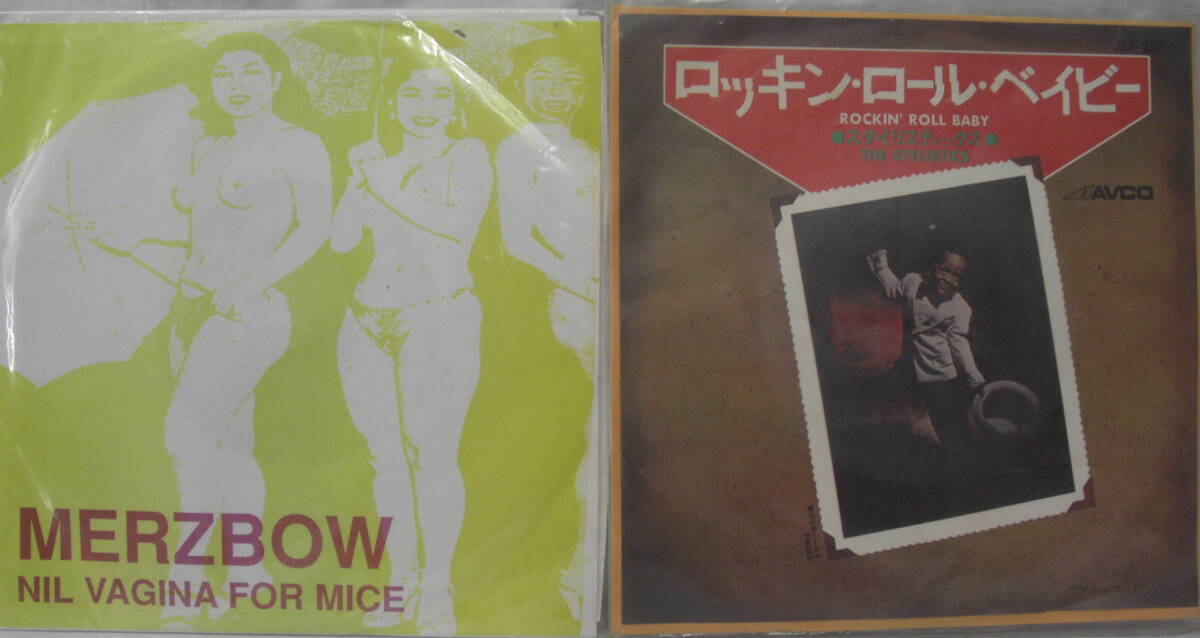 MERZBOW
NIL VAGINA FOR MICE
ロッキン・ロール・ベイビー
ROCKIN' ROLL BABY
●スタイリスティックス●
THE STYLISTICS
AVCO